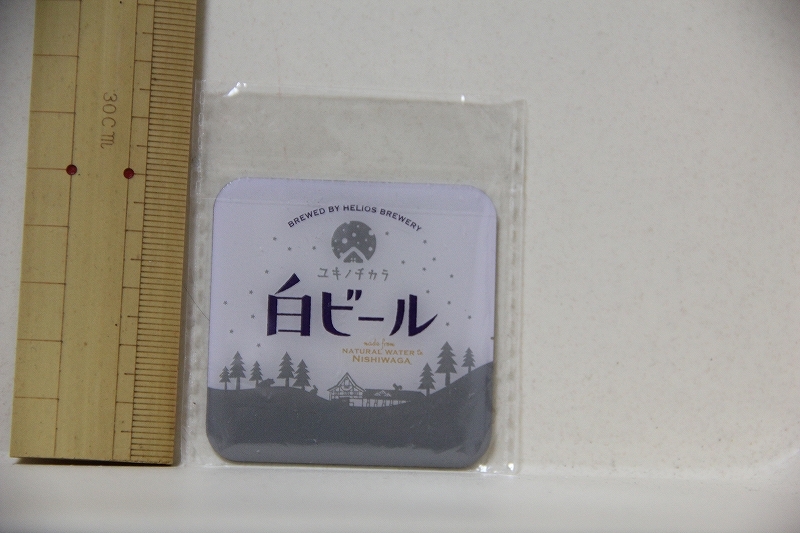 30cm
BREWED BY HELIOS BREWERY
ユキノチカラ
白ビール
made from
NATURAL WATER &
NISHIWAGA